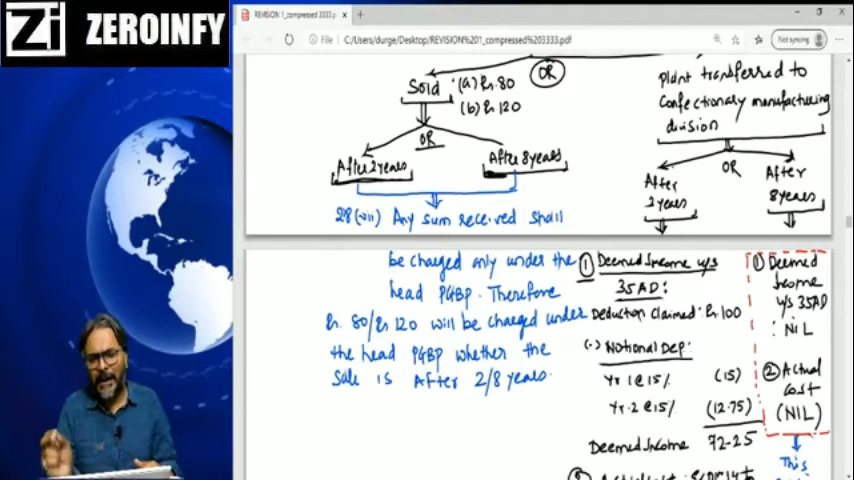 Zi ZEROINFY
REVISION 1_compressed 3333.p
File C:/Users/durge/Desktop/REVISION%201_compressed%203333.pdf
Not syncing
OR
Sold (a) Rs. 80
(b) Rs 120
OR
After 2 years
After 8 years
28(vii) Any sum received shall
be charged only under the
head PGBP. Therefore
Rs. 80/Rs 120 will be charged under
the head PGBP whether the
Sale is After 2/8 years.
plant transferred to
Confectionary manufacturing
division
OR
After
2 years
After
8 years
1 Deemed Income u/s
35AD:
Deduction Claimed: Rs 100
(-) Notional Dep:
Yr 1 @ 15% (15)
Yr. 2 @ 15% (12.75)
Deemed Income 72-25
1 Deemed
Income
u/s 35AD
: Nil
2 Actual
Cost
(NIL)
This